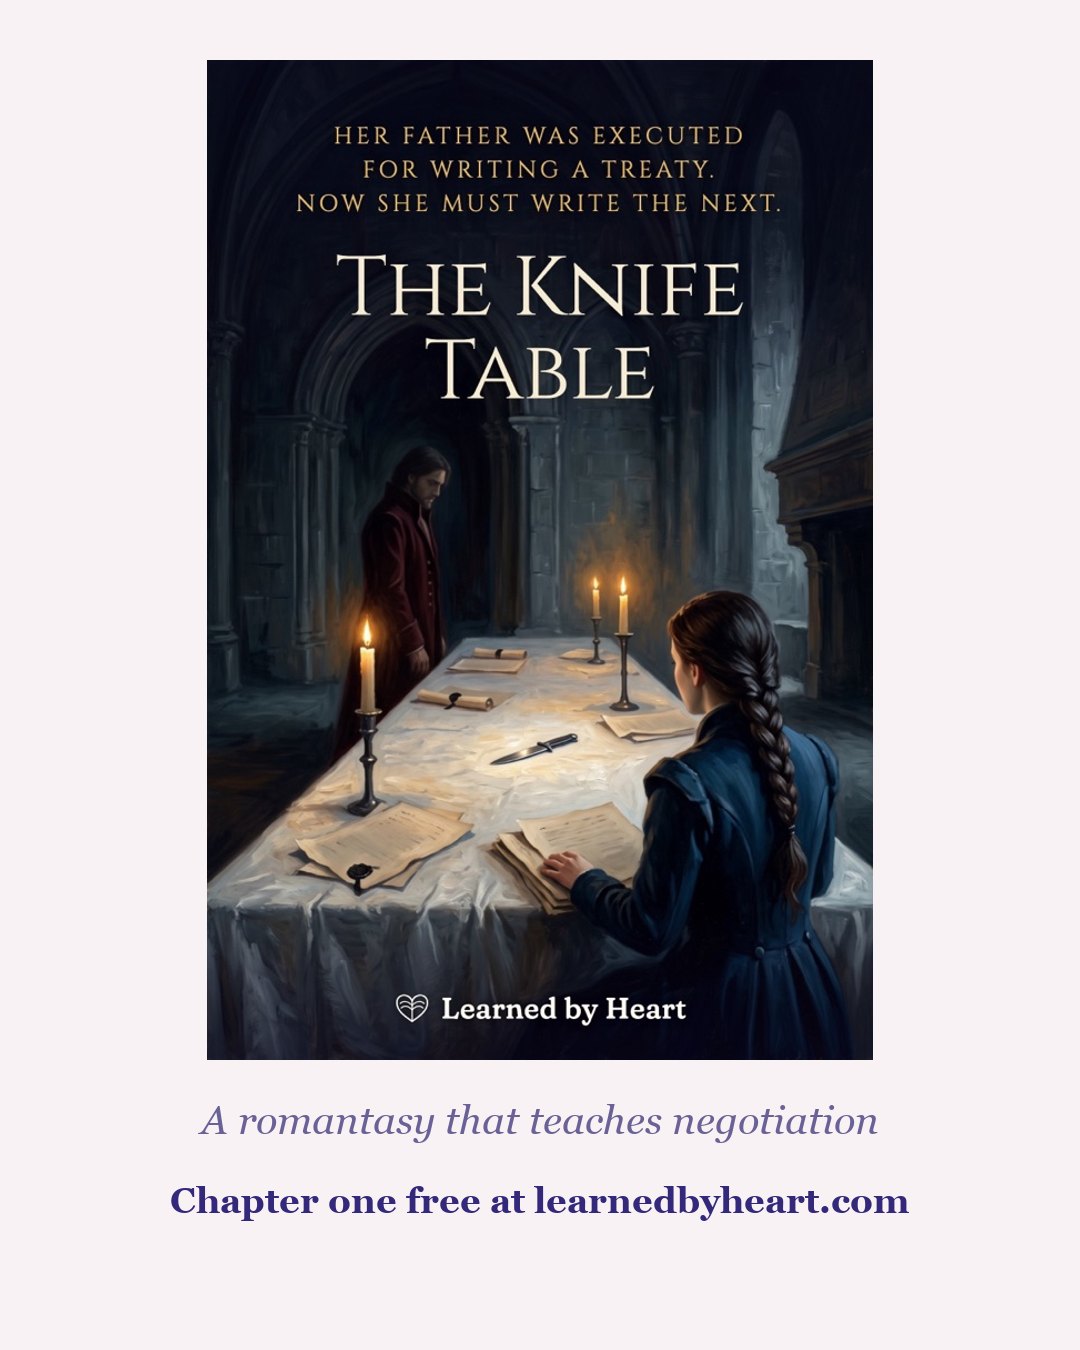 HER FATHER WAS EXECUTED
FOR WRITING A TREATY.
NOW SHE MUST WRITE THE NEXT.
THE KNIFE
TABLE
Learned by Heart
A romantasy that teaches negotiation
Chapter one free at learnedbyheart.com